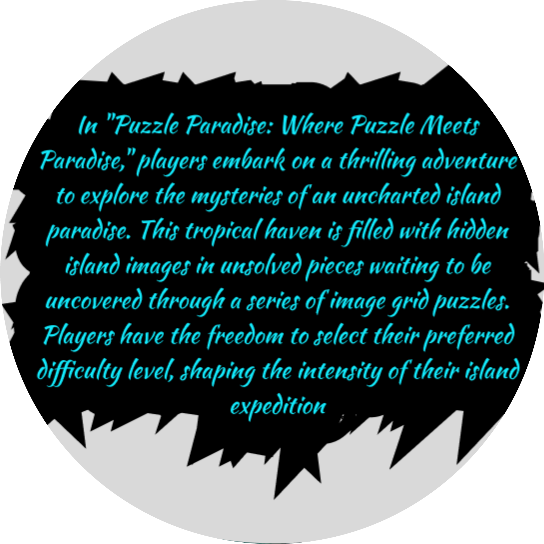 In "Puzzle Paradise: Where Puzzle Meets
Paradise," players embark on a thrilling adventure
to explore the mysteries of an uncharted island
paradise. This tropical haven is filled with hidden
island images in unsolved pieces waiting to be
uncovered through a series of image grid puzzles.
Players have the freedom to select their preferred
difficulty level, shaping the intensity of their island
expedition